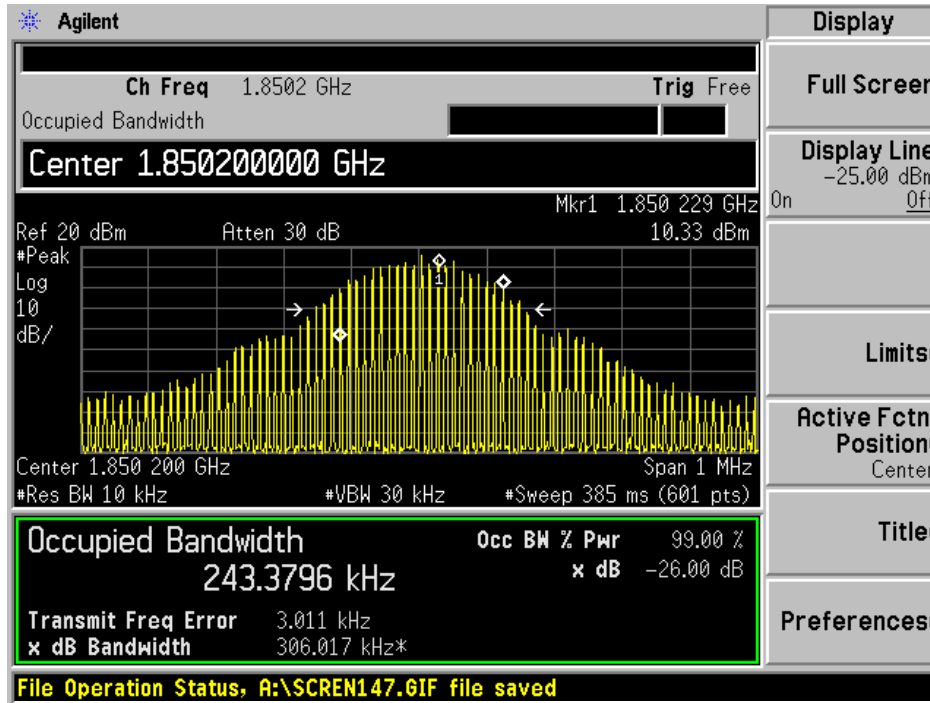 Agilent
Display
Ch Freq 1.8502 GHz Trig Free
Occupied Bandwidth
Center 1.850200000 GHz
Mkr1 1.850 229 GHz
Ref 20 dBm Atten 30 dB 10.33 dBm
#Peak
Log
10
dB/
1
Center 1.850 200 GHz Span 1 MHz
#Res BW 10 kHz #VBW 30 kHz #Sweep 385 ms (601 pts)
Occupied Bandwidth
243.3796 kHz
Occ BW % Pwr 99.00 %
x dB -26.00 dB
Transmit Freq Error 3.011 kHz
x dB Bandwidth 306.017 kHz*
File Operation Status, A:\SCREN147.GIF file saved
Full Screen
Display Line
-25.00 dBm
On Off
Limits
Active Fctn
Position
Center
Title
Preferences